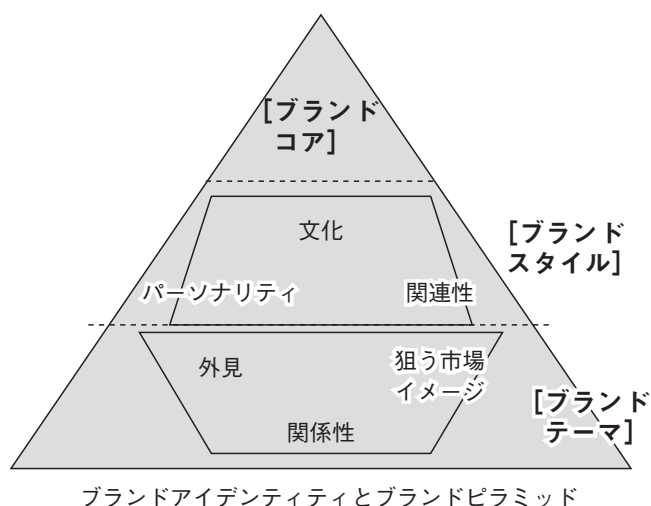 [ブランド
コア]
文化
[ブランド
スタイル]
パーソナリティ
関連性
外見
狙う市場
イメージ
[ブランド
テーマ]
関係性
ブランドアイデンティティとブランドピラミッド